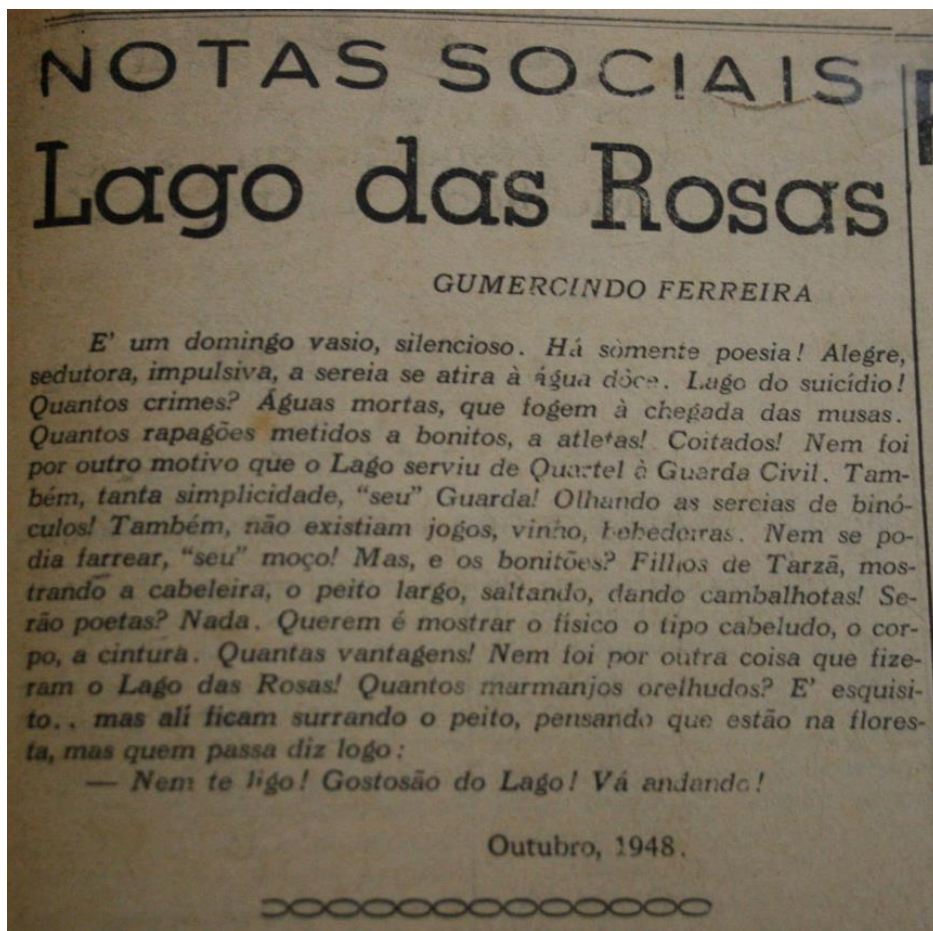 NOTAS SOCIAIS
Lago das Rosas
GUMERCINDO FERREIRA
E' um domingo vasio, silencioso. Há sòmente poesia! Alegre,
sedutora, impulsiva, a sereia se atira à água dôce. Lago do suicídio!
Quantos crimes? Águas mortas, que fogem à chegada das musas.
Quantos rapagões metidos a bonitos, a atletas! Coitados! Nem foi
por outro motivo que o Lago serviu de Quartel à Guarda Civil. Tam-
bém, tanta simplicidade, "seu" Guarda! Olhando as sereias de binó-
culos! Também, não existiam jogos, vinho, bebedeiras. Nem se po-
dia farrear, "seu" moço! Mas, e os bonitões? Filhos de Tarzã, mos-
trando a cabeleira, o peito largo, saltando, dando cambalhotas! Se-
rão poetas? Nada. Querem é mostrar o físico o tipo cabeludo, o cor-
po, a cintura. Quantas vantagens! Nem foi por outra coisa que fize-
ram o Lago das Rosas! Quantos marmanjos orelhudos? E' esquisi-
to.. mas alí ficam surrando o peito, pensando que estão na flores-
ta, mas quem passa diz logo:
— Nem te ligo! Gostosão do Lago! Vá andando!
Outubro, 1948.